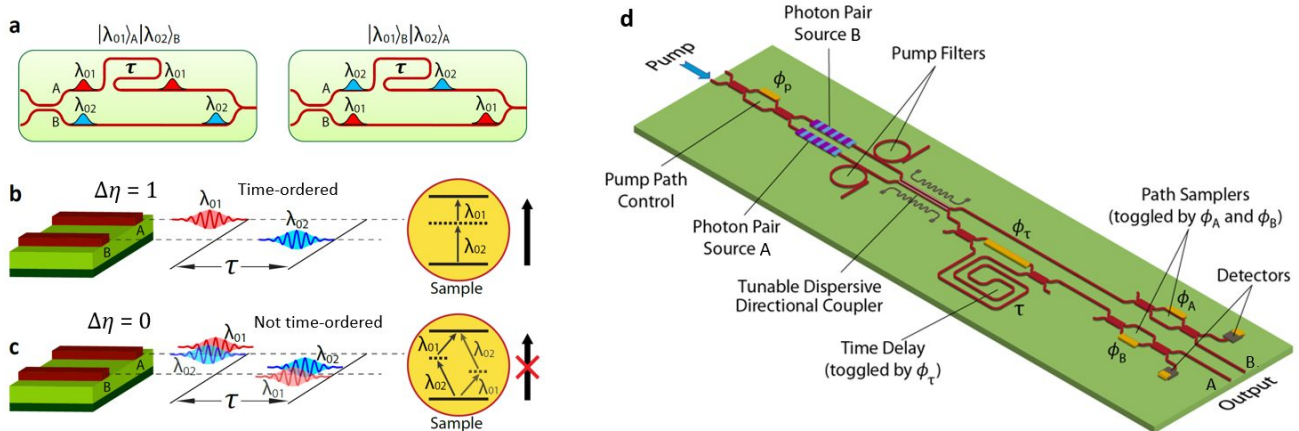 a
|λ01⟩A|λ02⟩B
|λ01⟩B|λ02⟩A
λ01
τ
λ01
A
λ02
λ02
B
λ02
τ
λ02
A
λ01
λ01
B
b
Δη = 1
Time-ordered
λ01
λ02
A
B
τ
λ01
λ02
Sample
c
Δη = 0
Not time-ordered
λ01
λ02
λ02
λ01
A
B
τ
λ01
λ02
λ02
λ01
Sample
d
Pump
ϕp
Photon Pair
Source B
Pump Filters
Pump Path
Control
Photon Pair
Source A
Tunable Dispersive
Directional Coupler
ϕτ
τ
Time Delay
(toggled by ϕτ)
Path Samplers
(toggled by ϕA and ϕB)
Detectors
ϕA
ϕB
B
A
Output